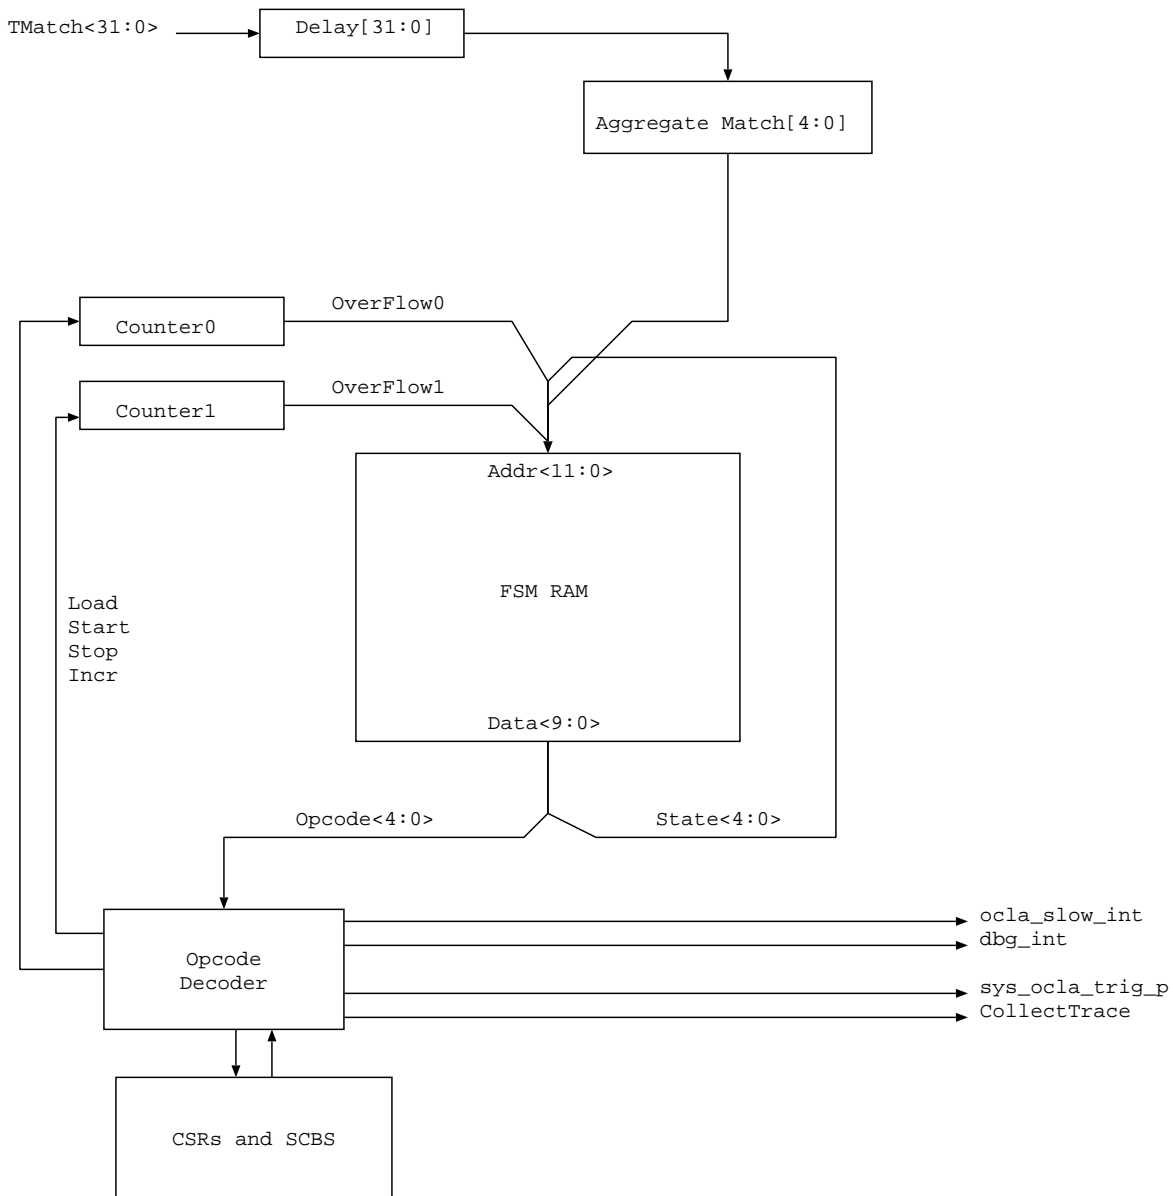 TMatch<31:0>
Delay[31:0]
Aggregate Match[4:0]
OverFlow0
Counter0
OverFlow1
Counter1
Addr<11:0>
FSM RAM
Load
Start
Stop
Incr
Data<9:0>
Opcode<4:0>
State<4:0>
ocla_slow_int
dbg_int
Opcode
Decoder
sys_ocla_trig_p
CollectTrace
CSRs and SCBS